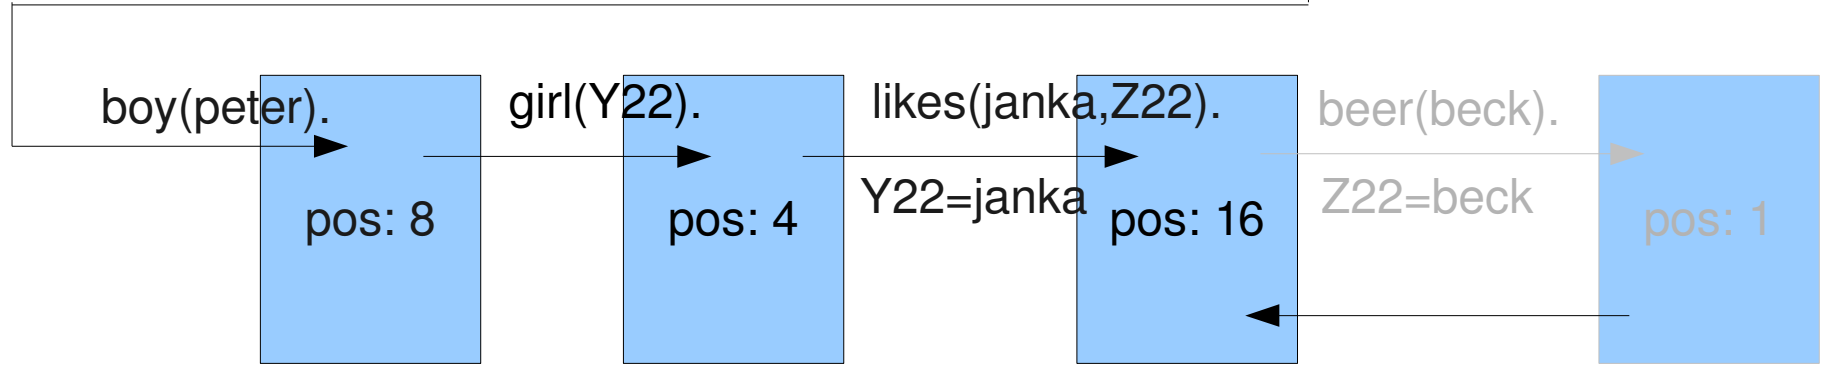 boy(peter).
girl(Y22).
likes(janka,Z22).
beer(beck).
Y22=janka
Z22=beck
pos: 8
pos: 4
pos: 16
pos: 1